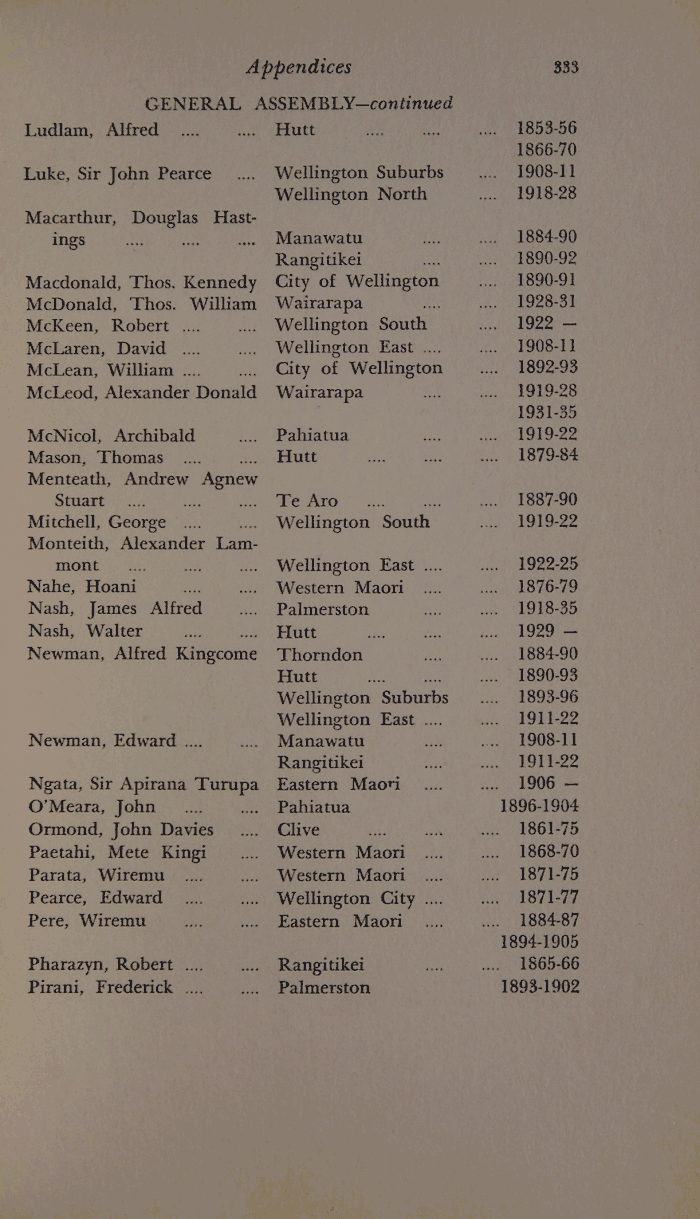 Appendices 333
GENERAL ASSEMBLY—continued
Ludlam, Alfred .... .... Hutt .... .... .... 1853-56
1866-70
Luke, Sir John Pearce .... Wellington Suburbs .... 1908-11
Wellington North .... 1918-28
Macarthur, Douglas Hast-
ings .... .... .... Manawatu .... .... 1884-90
Rangitikei .... .... 1890-92
Macdonald, Thos. Kennedy City of Wellington .... 1890-91
McDonald, Thos. William Wairarapa .... .... 1928-31
McKeen, Robert .... .... Wellington South .... 1922 —
McLaren, David .... .... Wellington East .... .... 1908-11
McLean, William .... .... City of Wellington .... 1892-93
McLeod, Alexander Donald Wairarapa .... .... 1919-28
1931-35
McNicol, Archibald .... Pahiatua .... .... 1919-22
Mason, Thomas .... .... Hutt .... .... .... 1879-84
Menteath, Andrew Agnew
Stuart .... .... .... Te Aro .... .... .... 1887-90
Mitchell, George .... .... Wellington South .... 1919-22
Monteith, Alexander Lam-
mont .... .... .... Wellington East .... .... 1922-25
Nahe, Hoani .... .... Western Maori .... .... 1876-79
Nash, James Alfred .... Palmerston .... .... 1918-35
Nash, Walter .... .... Hutt .... .... .... 1929 —
Newman, Alfred Kingcome Thorndon .... .... 1884-90
Hutt .... .... .... 1890-93
Wellington Suburbs .... 1893-96
Wellington East .... .... 1911-22
Newman, Edward .... .... Manawatu .... .... 1908-11
Rangitikei .... .... 1911-22
Ngata, Sir Apirana Turupa Eastern Maori .... .... 1906 —
O'Meara, John .... .... Pahiatua 1896-1904
Ormond, John Davies .... Clive .... .... .... 1861-75
Paetahi, Mete Kingi .... Western Maori .... .... 1868-70
Parata, Wiremu .... .... Western Maori .... .... 1871-75
Pearce, Edward .... .... Wellington City .... .... 1871-77
Pere, Wiremu .... .... Eastern Maori .... .... 1884-87
1894-1905
Pharazyn, Robert .... .... Rangitikei .... .... 1865-66
Pirani, Frederick .... .... Palmerston 1893-1902